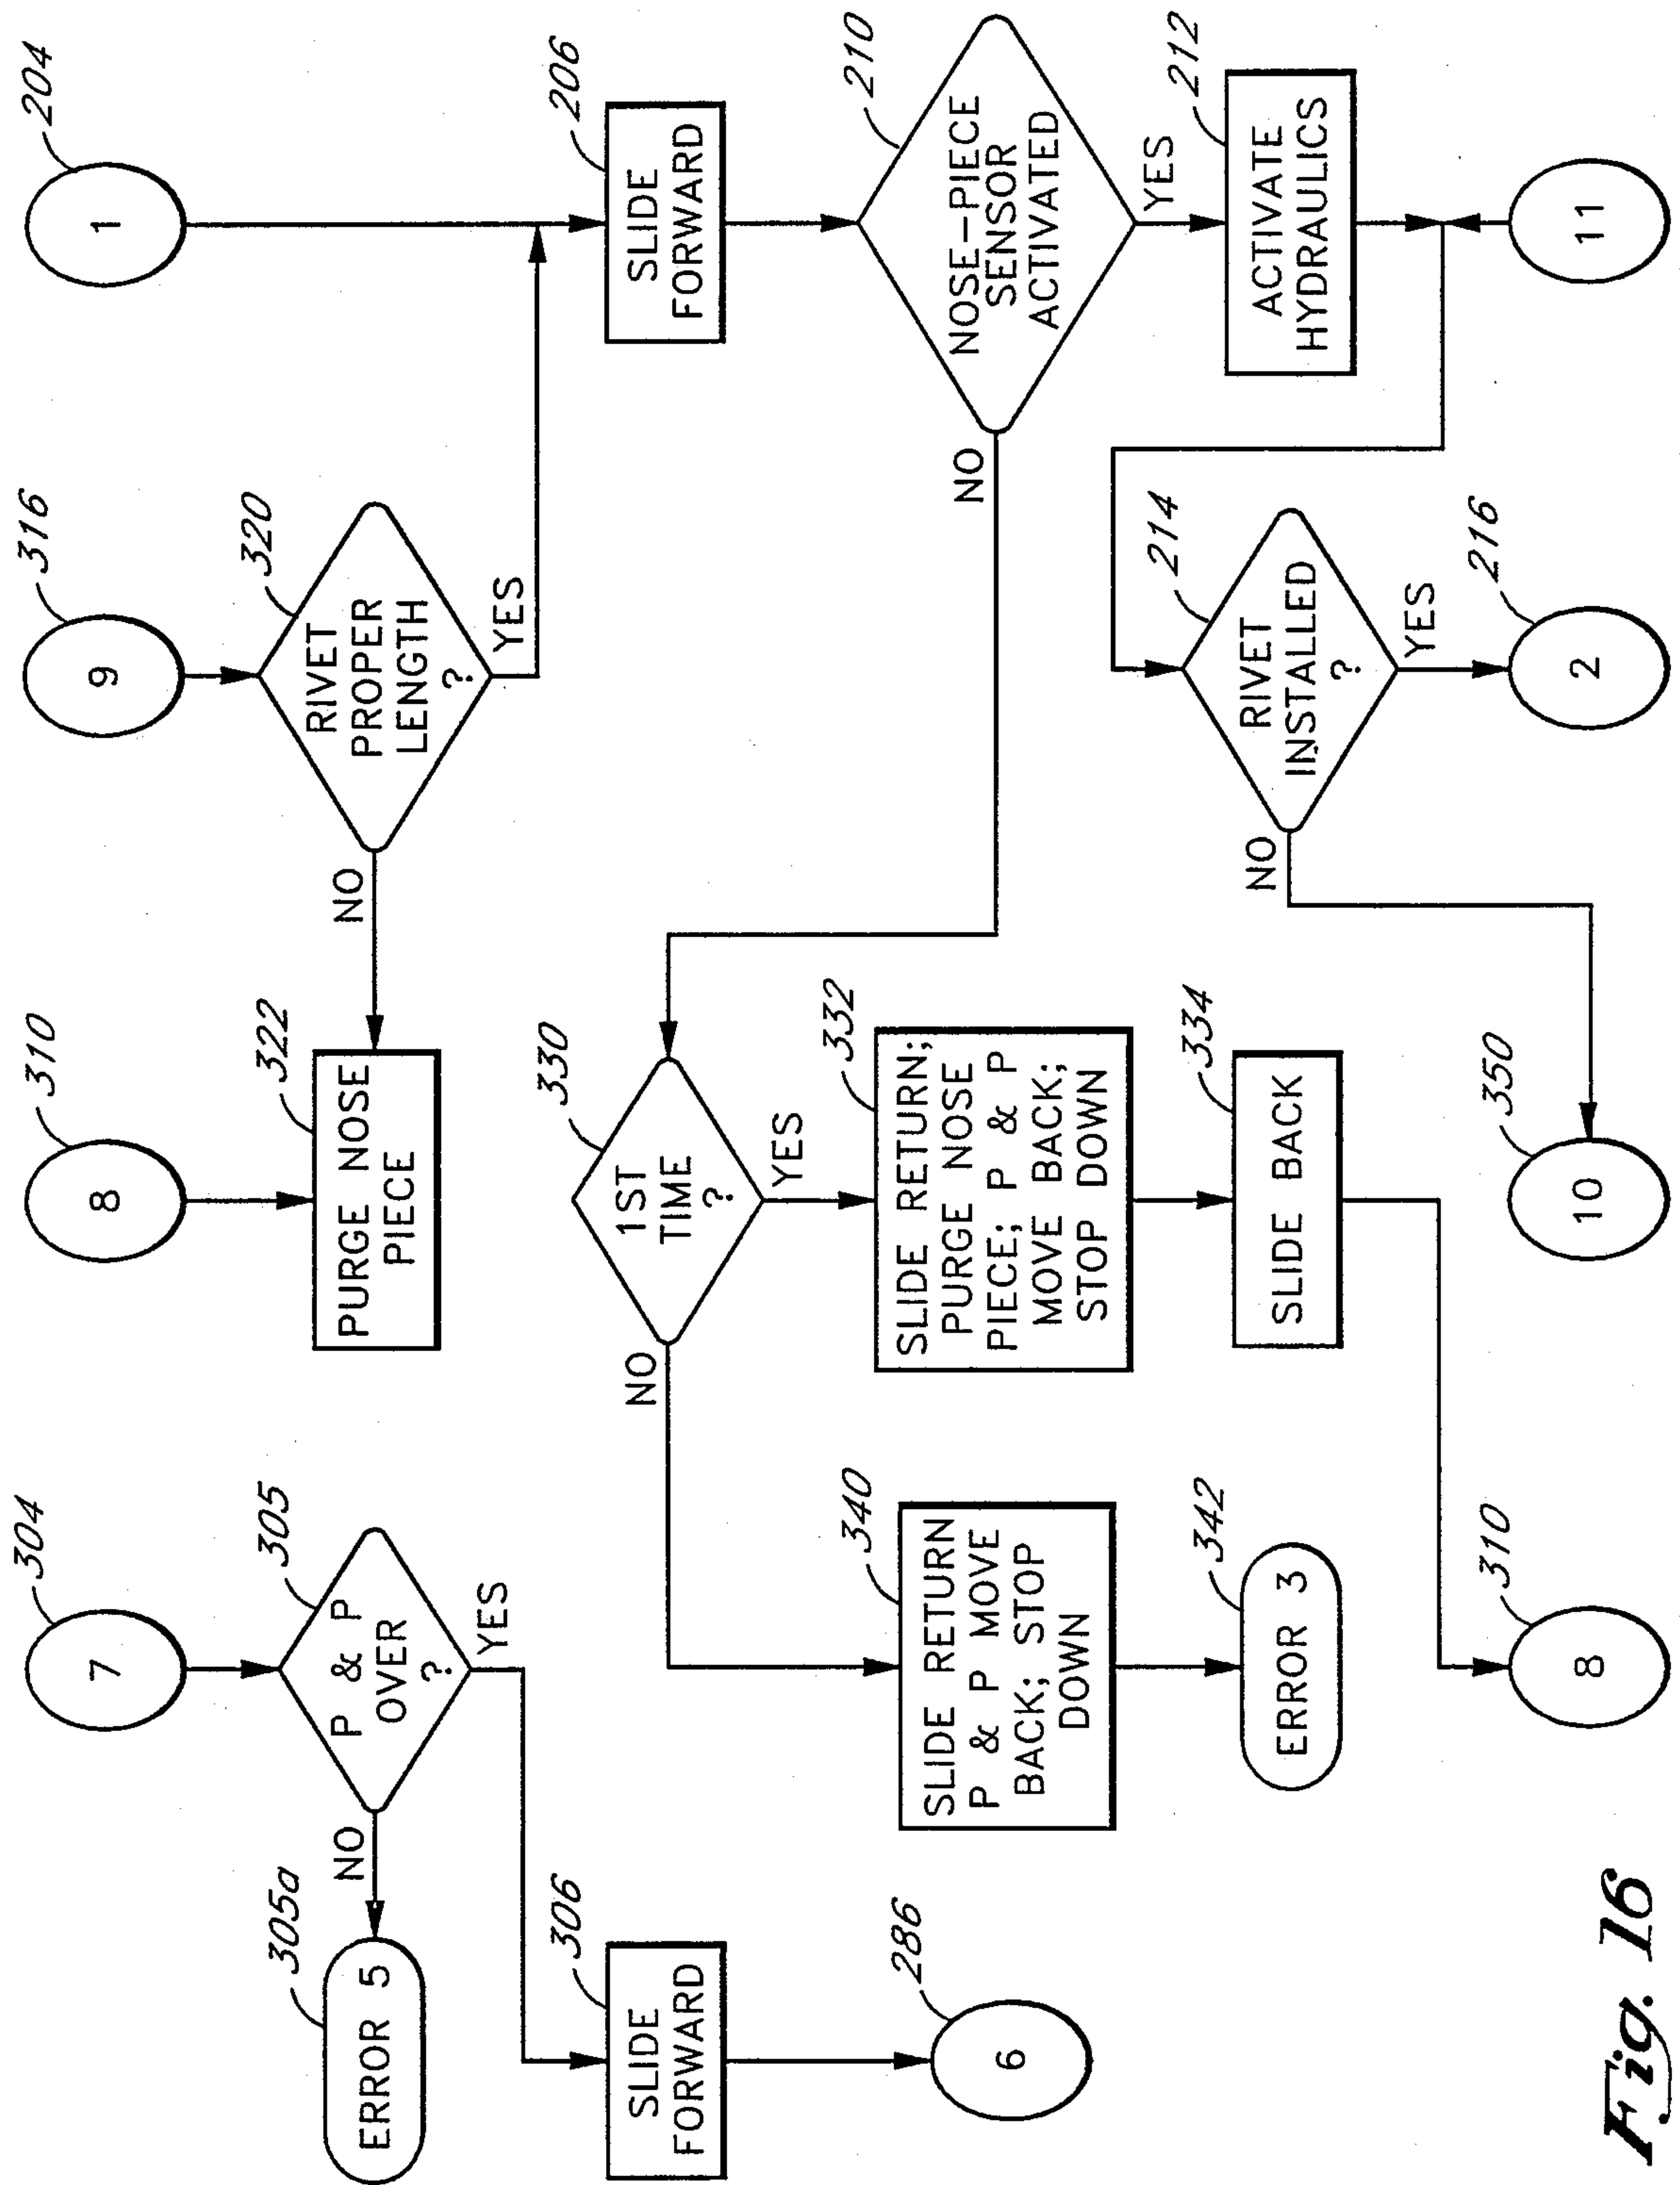 304
7
305
P & P
OVER
?
NO
YES
305a
ERROR 5
306
SLIDE
FORWARD
286
6
310
8
322
PURGE NOSE
PIECE
316
9
320
RIVET
PROPER
LENGTH
?
NO
YES
204
1
206
SLIDE
FORWARD
210
NOSE-PIECE
SENSOR
ACTIVATED
NO
YES
212
ACTIVATE
HYDRAULICS
11
330
1ST
TIME
?
NO
YES
340
SLIDE RETURN
P & P MOVE
BACK; STOP
DOWN
342
ERROR 3
332
SLIDE RETURN;
PURGE NOSE
PIECE; P & P
MOVE BACK;
STOP DOWN
334
SLIDE BACK
310
8
214
RIVET
INSTALLED
?
NO
YES
350
10
216
2
Fig. 16